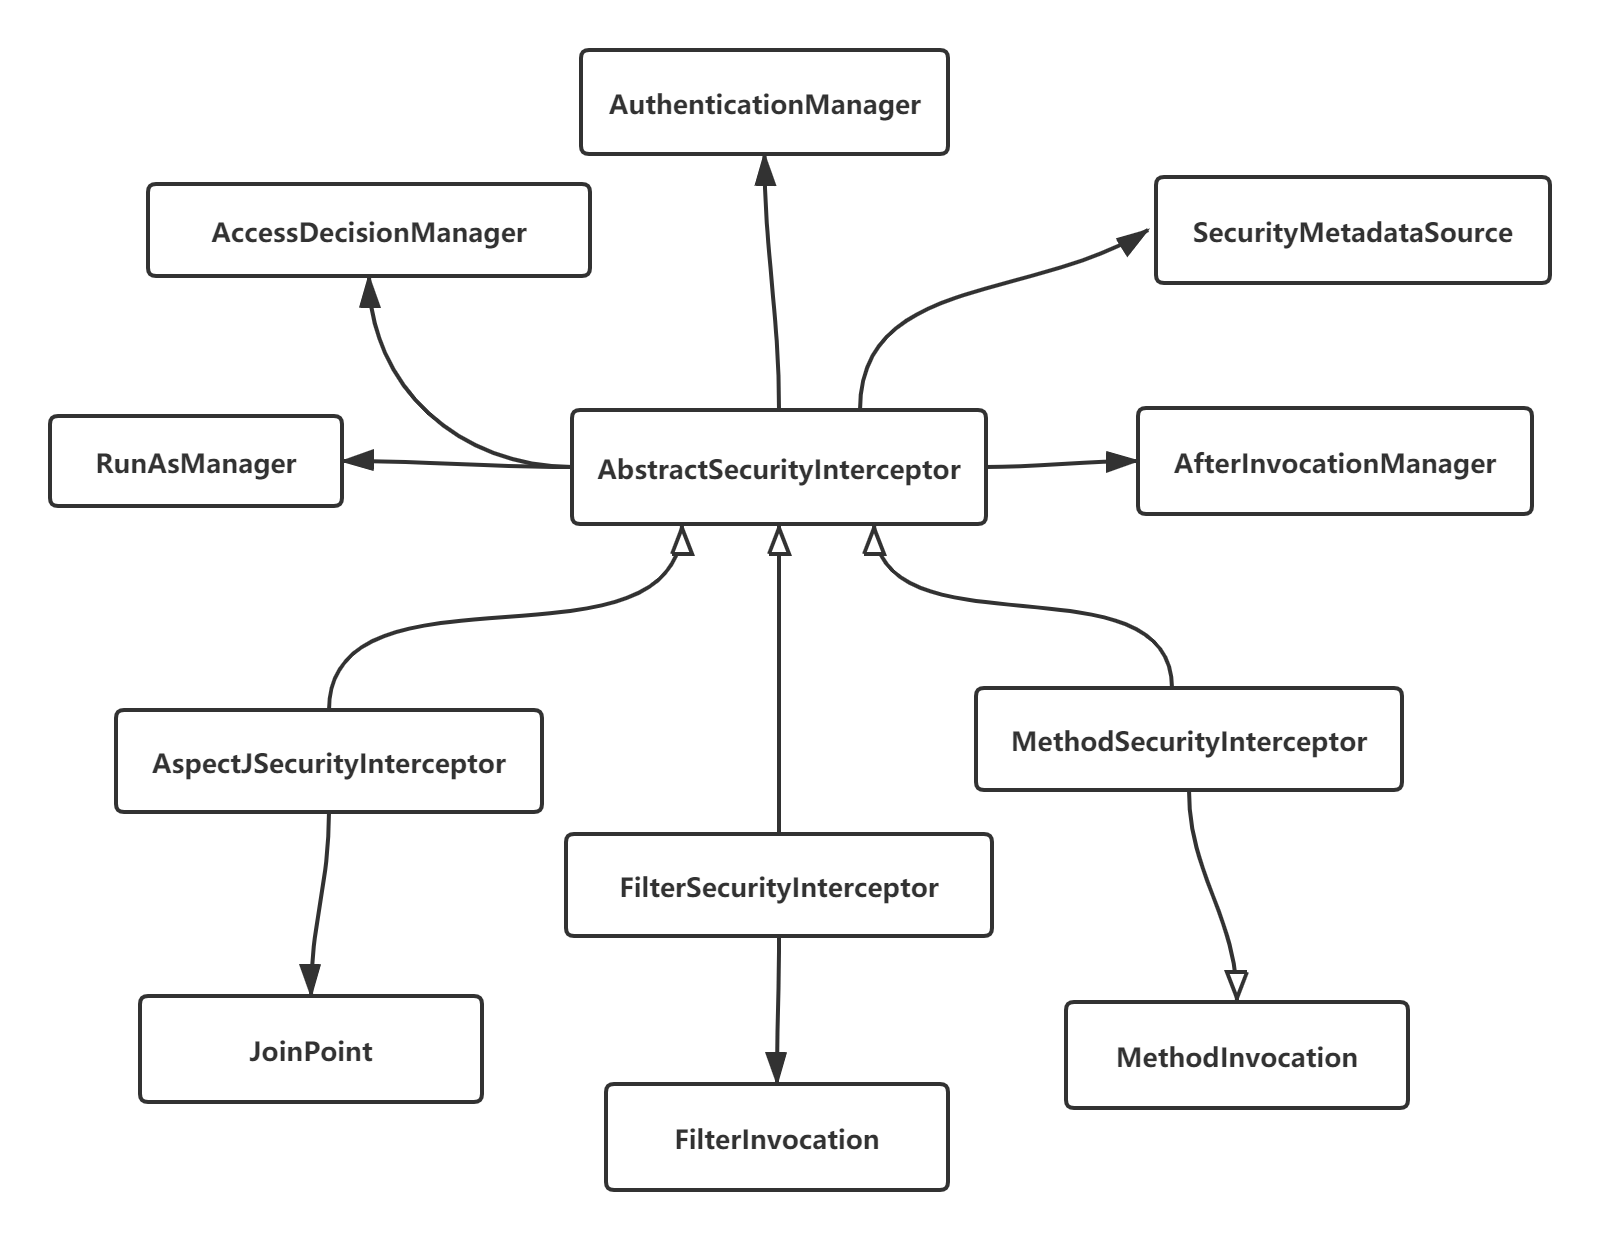 AuthenticationManager
AccessDecisionManager
SecurityMetadataSource
RunAsManager
AbstractSecurityInterceptor
AfterInvocationManager
AspectJSecurityInterceptor
MethodSecurityInterceptor
FilterSecurityInterceptor
JoinPoint
MethodInvocation
FilterInvocation